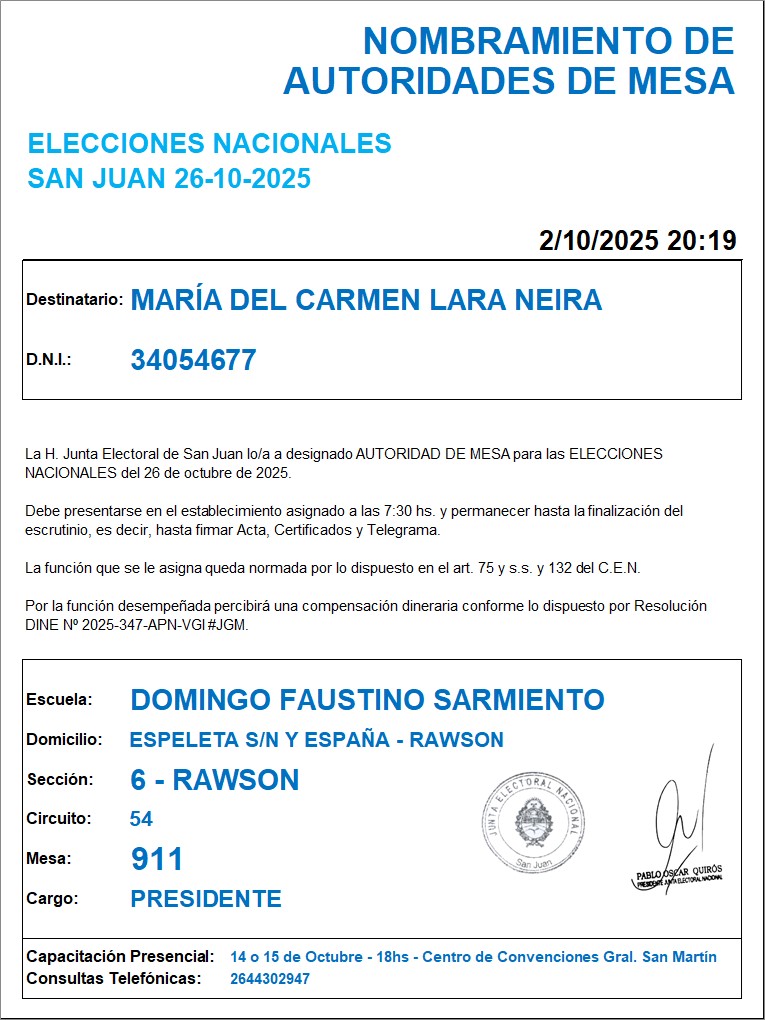 NOMBRAMIENTO DE
AUTORIDADES DE MESA
ELECCIONES NACIONALES
SAN JUAN 26-10-2025
2/10/2025 20:19
Destinatario: MARÍA DEL CARMEN LARA NEIRA
D.N.I.: 34054677
La H. Junta Electoral de San Juan lo/a a designado AUTORIDAD DE MESA para las ELECCIONES
NACIONALES del 26 de octubre de 2025.
Debe presentarse en el establecimiento asignado a las 7:30 hs. y permanecer hasta la finalización del
escrutinio, es decir, hasta firmar Acta, Certificados y Telegrama.
La función que se le asigna queda normada por lo dispuesto en el art. 75 y s.s. y 132 del C.E.N.
Por la función desempeñada percibirá una compensación dineraria conforme lo dispuesto por Resolución
DINE Nº 2025-347-APN-VGI#JGM.
Escuela: DOMINGO FAUSTINO SARMIENTO
Domicilio: ESPELETA S/N Y ESPAÑA - RAWSON
Sección: 6 - RAWSON
Circuito: 54
Mesa: 911
Cargo: PRESIDENTE
JUNTA ELECTORAL NACIONAL
San Juan
PABLO OSCAR QUIRÓS
PRESIDENTE JUNTA ELECTORAL NACIONAL
Capacitación Presencial: 14 o 15 de Octubre - 18hs - Centro de Convenciones Gral. San Martín
Consultas Telefónicas: 2644302947